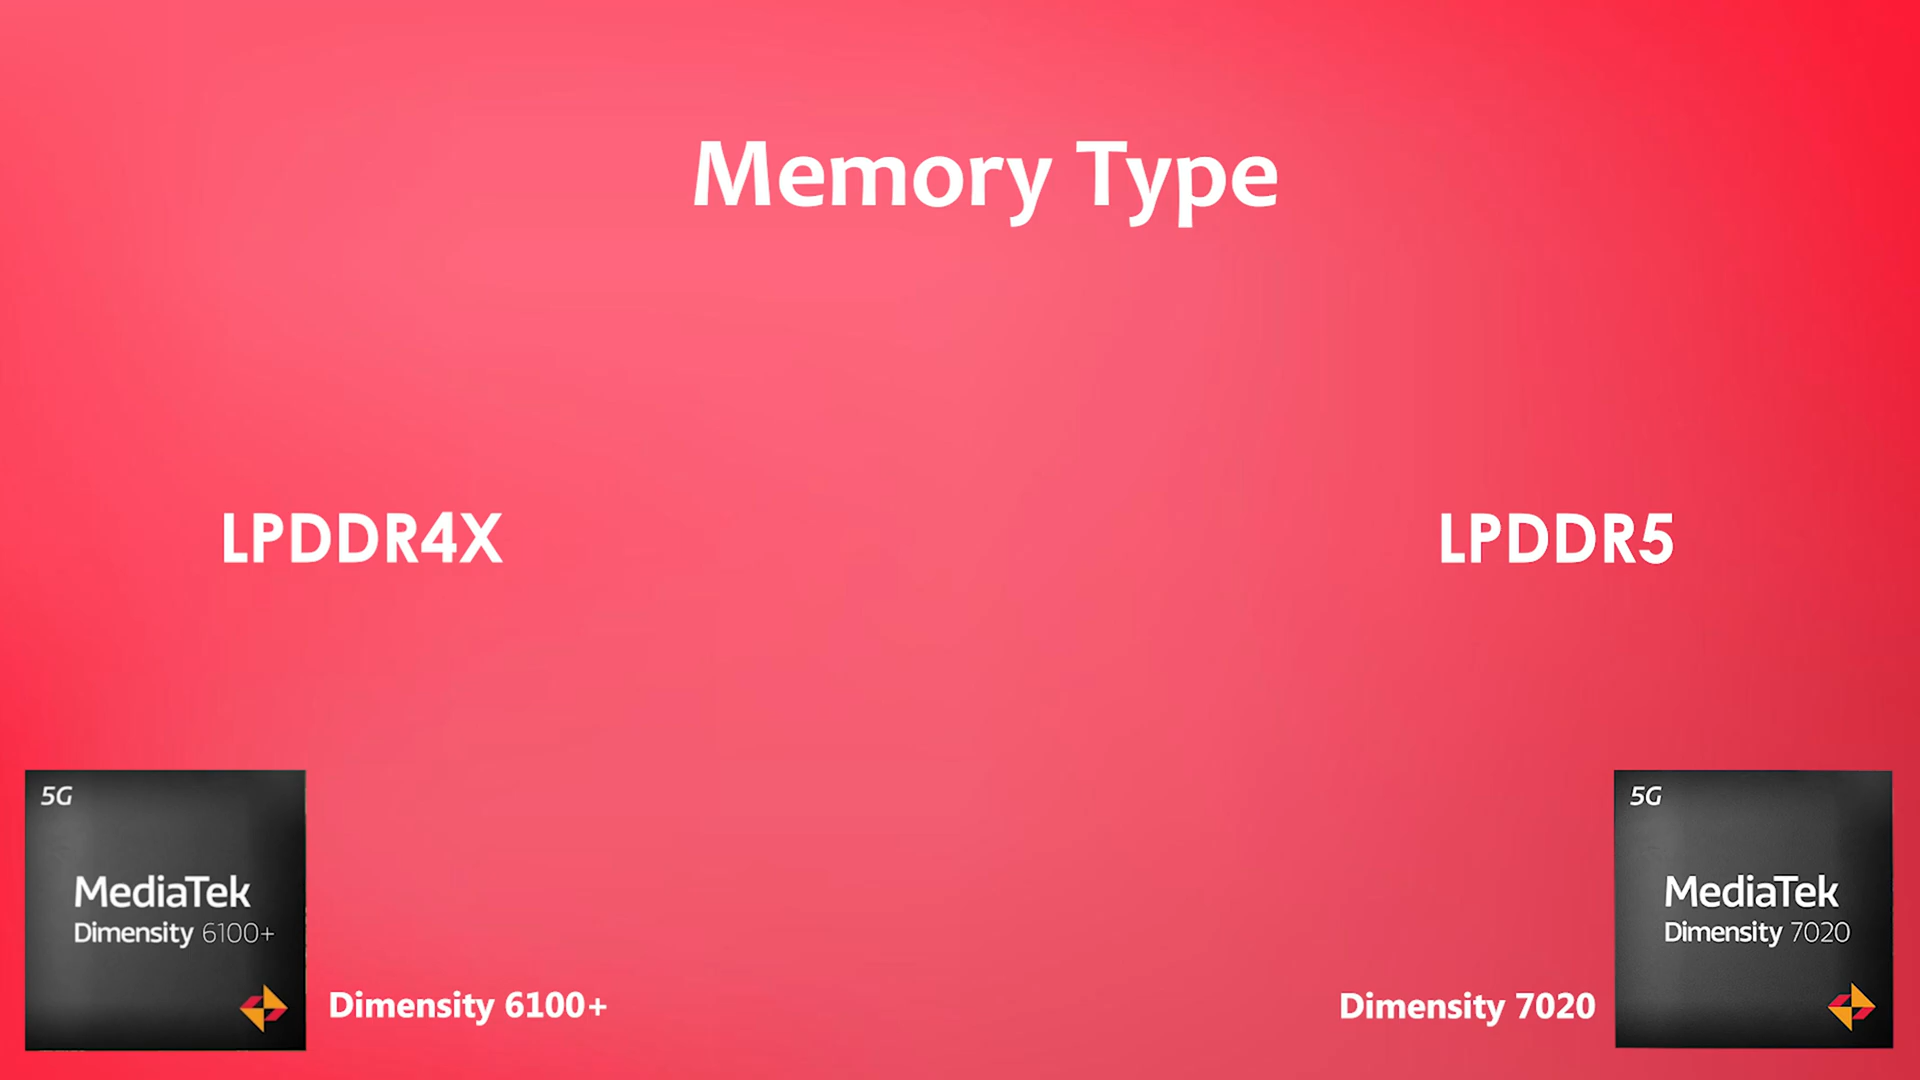 Memory Type
LPDDR4X
LPDDR5
5G
MediaTek
Dimensity 6100+
Dimensity 6100+
Dimensity 7020
5G
MediaTek
Dimensity 7020